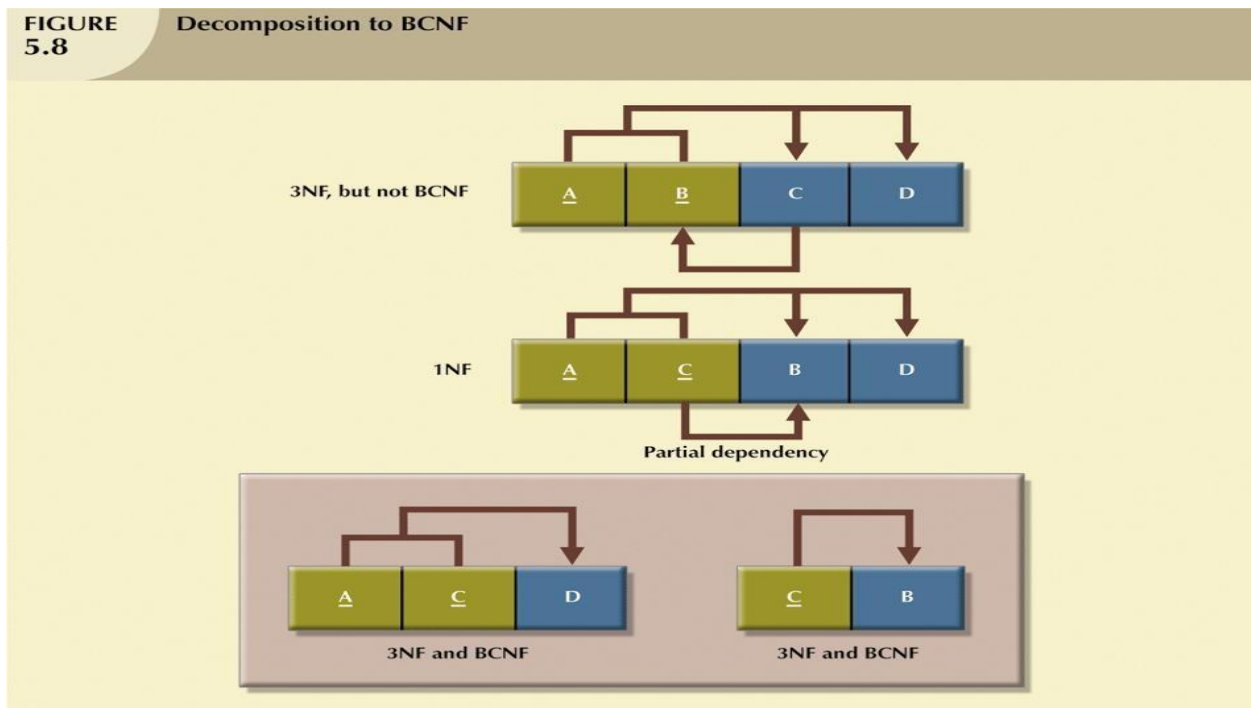 FIGURE
5.8
Decomposition to BCNF
3NF, but not BCNF
A B C D
1NF
A C B D
Partial dependency
A C D
C B
3NF and BCNF
3NF and BCNF